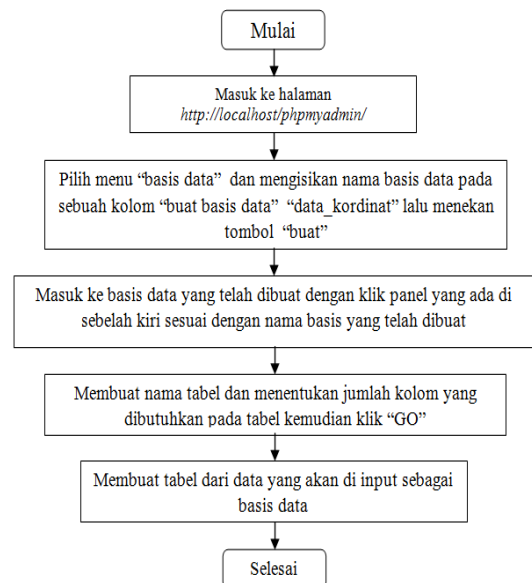 Mulai
Masuk ke halaman
http://localhost/phpmyadmin/
Pilih menu “basis data” dan mengisikan nama basis data pada
sebuah kolom “buat basis data” “data_kordinat” lalu menekan
tombol “buat”
Masuk ke basis data yang telah dibuat dengan klik panel yang ada di
sebelah kiri sesuai dengan nama basis yang telah dibuat
Membuat nama tabel dan menentukan jumlah kolom yang
dibutuhkan pada tabel kemudian klik “GO”
Membuat tabel dari data yang akan di input sebagai
basis data
Selesai